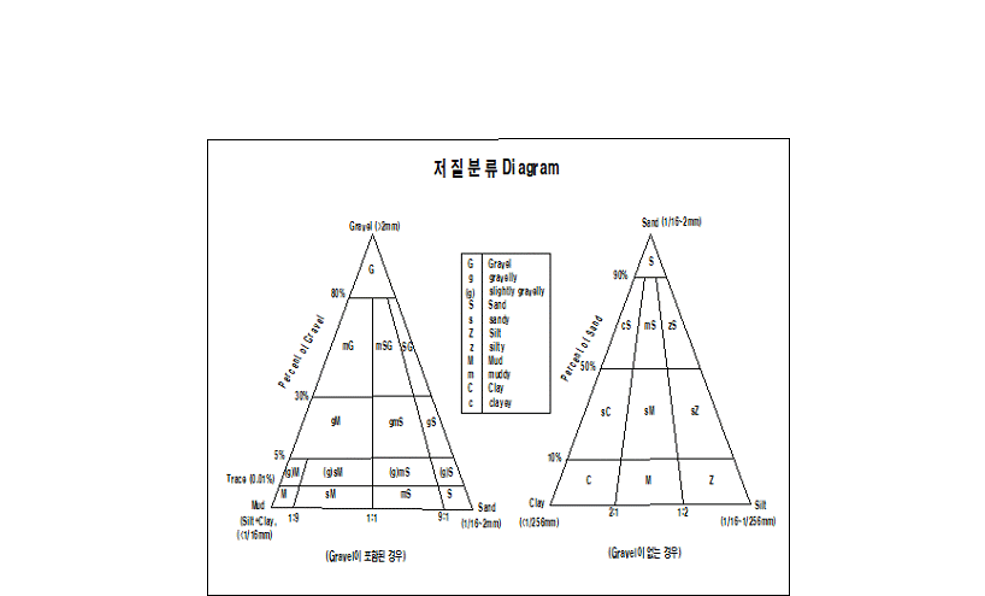 저질분류 Diagram
Gravel (>2mm)
G
80%
Percent of Gravel
mG
mSG
SG
30%
gM
gmS
gS
5%
Trace (0.01%)
(g)M
(g)sM
(g)mS
(g)S
M
sM
mS
S
Mud
(Silt+Clay,
(<1/16mm)
1:9
1:1
9:1
Sand
(1/16~2mm)
(Gravel이 포함된 경우)
G Gravel
g gravelly
(g) slightly gravelly
S Sand
s sandy
Z Silt
z silty
M Mud
m muddy
C Clay
c clayey
Sand (1/16~2mm)
S
90%
Percent of Sand
cS
mS
zS
50%
sC
sM
sZ
10%
C
M
Z
Clay
(<1/256mm)
2:1
1:2
Silt
(1/16~1/256mm)
(Gravel이 없는 경우)